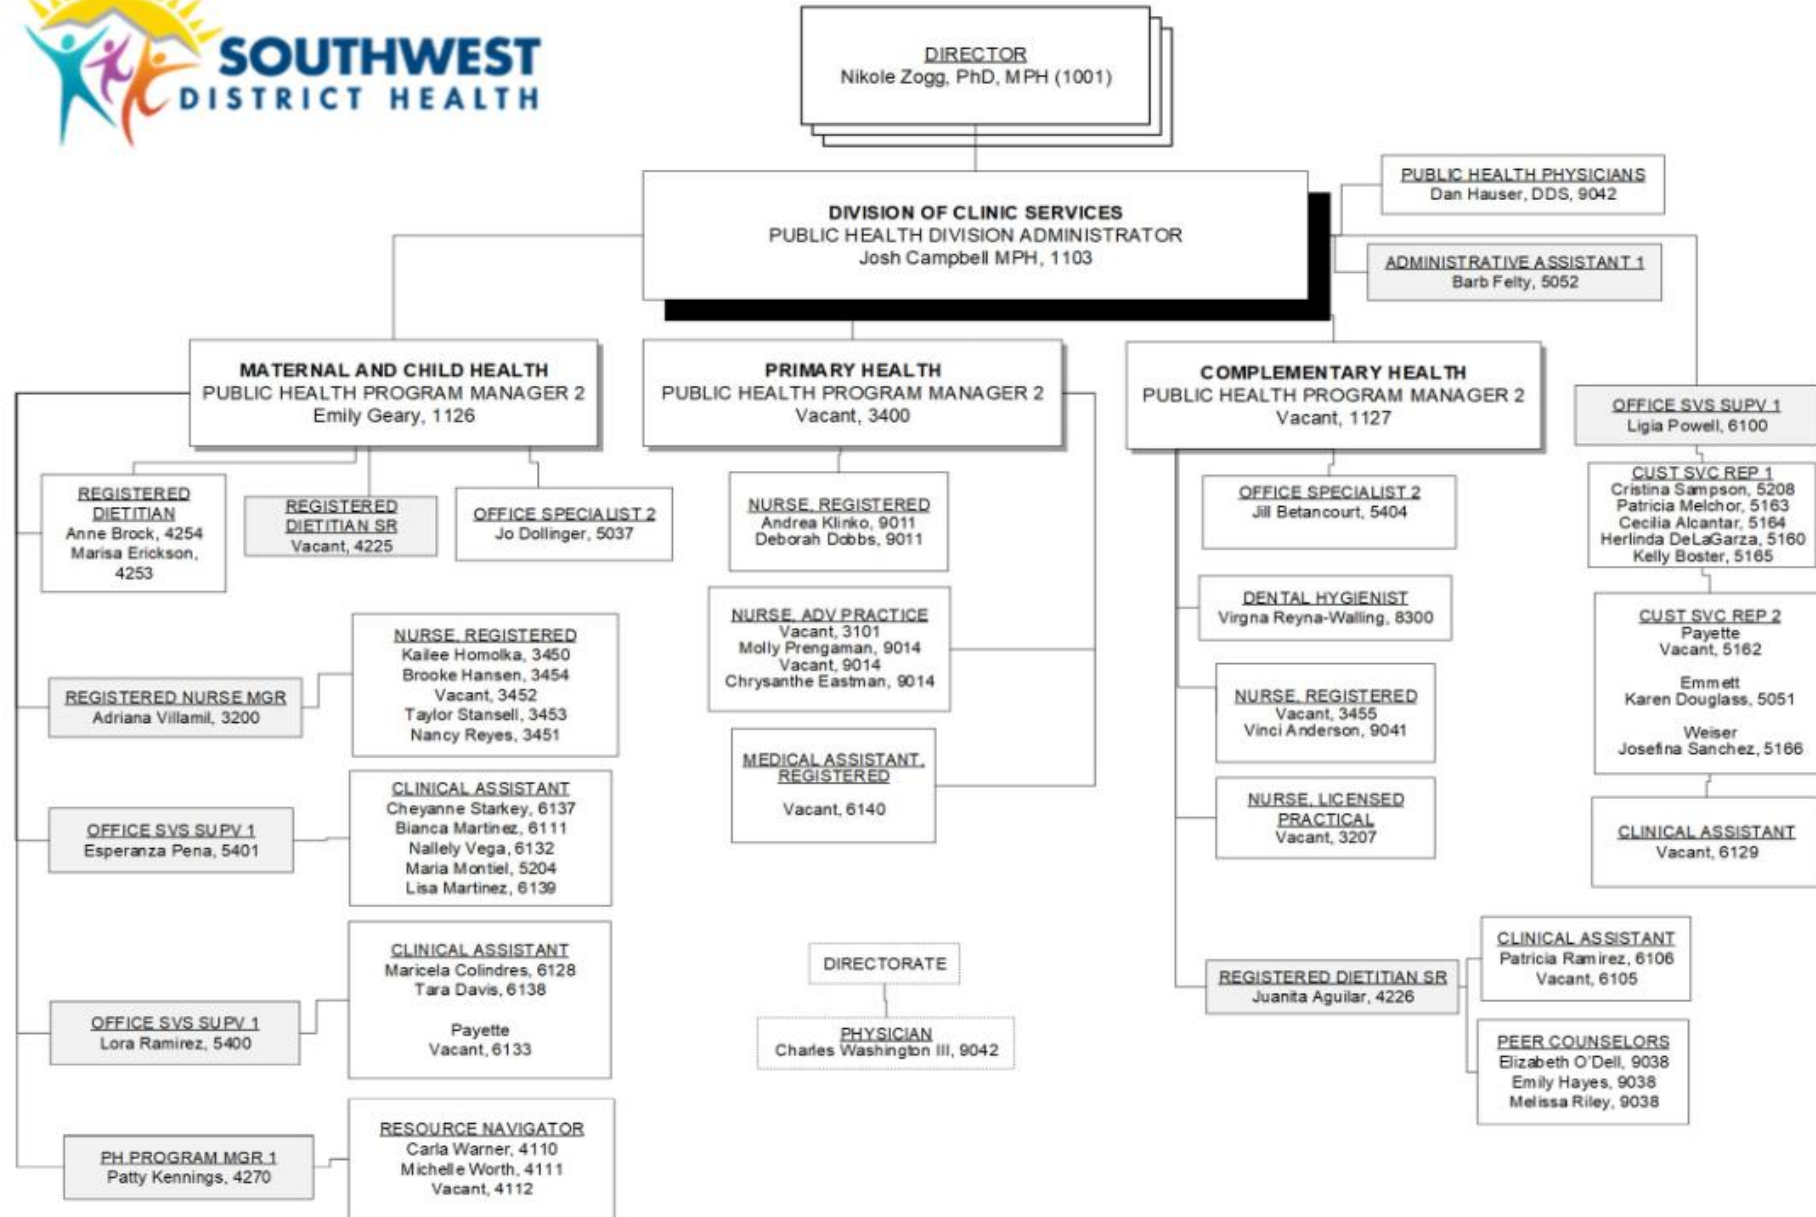 SOUTHWEST
DISTRICT HEALTH
DIRECTOR
Nikole Zogg, PhD, MPH (1001)
DIVISION OF CLINIC SERVICES
PUBLIC HEALTH DIVISION ADMINISTRATOR
Josh Campbell MPH, 1103
PUBLIC HEALTH PHYSICIANS
Dan Hauser, DDS, 9042
ADMINISTRATIVE ASSISTANT 1
Barb Felty, 5052
MATERNAL AND CHILD HEALTH
PUBLIC HEALTH PROGRAM MANAGER 2
Emily Geary, 1126
REGISTERED
DIETITIAN
Anne Brock, 4254
Marisa Erickson,
4253
REGISTERED
DIETITIAN SR
Vacant, 4225
OFFICE SPECIALIST 2
Jo Dollinger, 5037
REGISTERED NURSE MGR
Adriana Villamil, 3200
NURSE, REGISTERED
Kailee Homolka, 3450
Brooke Hansen, 3454
Vacant, 3452
Taylor Stansell, 3453
Nancy Reyes, 3451
OFFICE SVS SUPV 1
Esperanza Pena, 5401
CLINICAL ASSISTANT
Cheyanne Starkey, 6137
Bianca Martinez, 6111
Nallely Vega, 6132
Maria Montiel, 5204
Lisa Martinez, 6139
OFFICE SVS SUPV 1
Lora Ramirez, 5400
CLINICAL ASSISTANT
Maricela Colindres, 6128
Tara Davis, 6138
Payette
Vacant, 6133
PH PROGRAM MGR 1
Patty Kennings, 4270
RESOURCE NAVIGATOR
Carla Warner, 4110
Michelle Worth, 4111
Vacant, 4112
PRIMARY HEALTH
PUBLIC HEALTH PROGRAM MANAGER 2
Vacant, 3400
NURSE, REGISTERED
Andrea Klinko, 9011
Deborah Dobbs, 9011
NURSE, ADV PRACTICE
Vacant, 3101
Molly Prengaman, 9014
Vacant, 9014
Chrysanthe Eastman, 9014
MEDICAL ASSISTANT,
REGISTERED
Vacant, 6140
DIRECTORATE
PHYSICIAN
Charles Washington III, 9042
COMPLEMENTARY HEALTH
PUBLIC HEALTH PROGRAM MANAGER 2
Vacant, 1127
OFFICE SPECIALIST 2
Jill Betancourt, 5404
DENTAL HYGIENIST
Virgna Reyna-Walling, 8300
NURSE, REGISTERED
Vacant, 3455
Vinci Anderson, 9041
NURSE, LICENSED
PRACTICAL
Vacant, 3207
REGISTERED DIETITIAN SR
Juanita Aguilar, 4226
CLINICAL ASSISTANT
Patricia Ramirez, 6106
Vacant, 6105
PEER COUNSELORS
Elizabeth O'Dell, 9038
Emily Hayes, 9038
Melissa Riley, 9038
OFFICE SVS SUPV 1
Ligia Powell, 6100
CUST SVC REP 1
Cristina Sampson, 5208
Patricia Melchor, 5163
Cecilia Alcantar, 5164
Herlinda DeLaGarza, 5160
Kelly Boster, 5165
CUST SVC REP 2
Payette
Vacant, 5162
Emmett
Karen Douglass, 5051
Weiser
Josefina Sanchez, 5166
CLINICAL ASSISTANT
Vacant, 6129